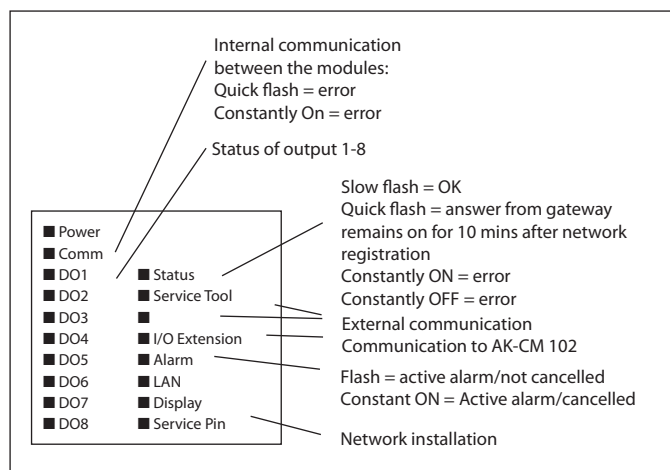 Internal communication
between the modules:
Quick flash = error
Constantly On = error
Status of output 1-8
Slow flash = OK
Quick flash = answer from gateway
remains on for 10 mins after network
registration
Constantly ON = error
Constantly OFF = error
External communication
Communication to AK-CM 102
Flash = active alarm/not cancelled
Constant ON = Active alarm/cancelled
Network installation
Power
Comm
DO1
DO2
DO3
DO4
DO5
DO6
DO7
DO8
Status
Service Tool
I/O Extension
Alarm
LAN
Display
Service Pin